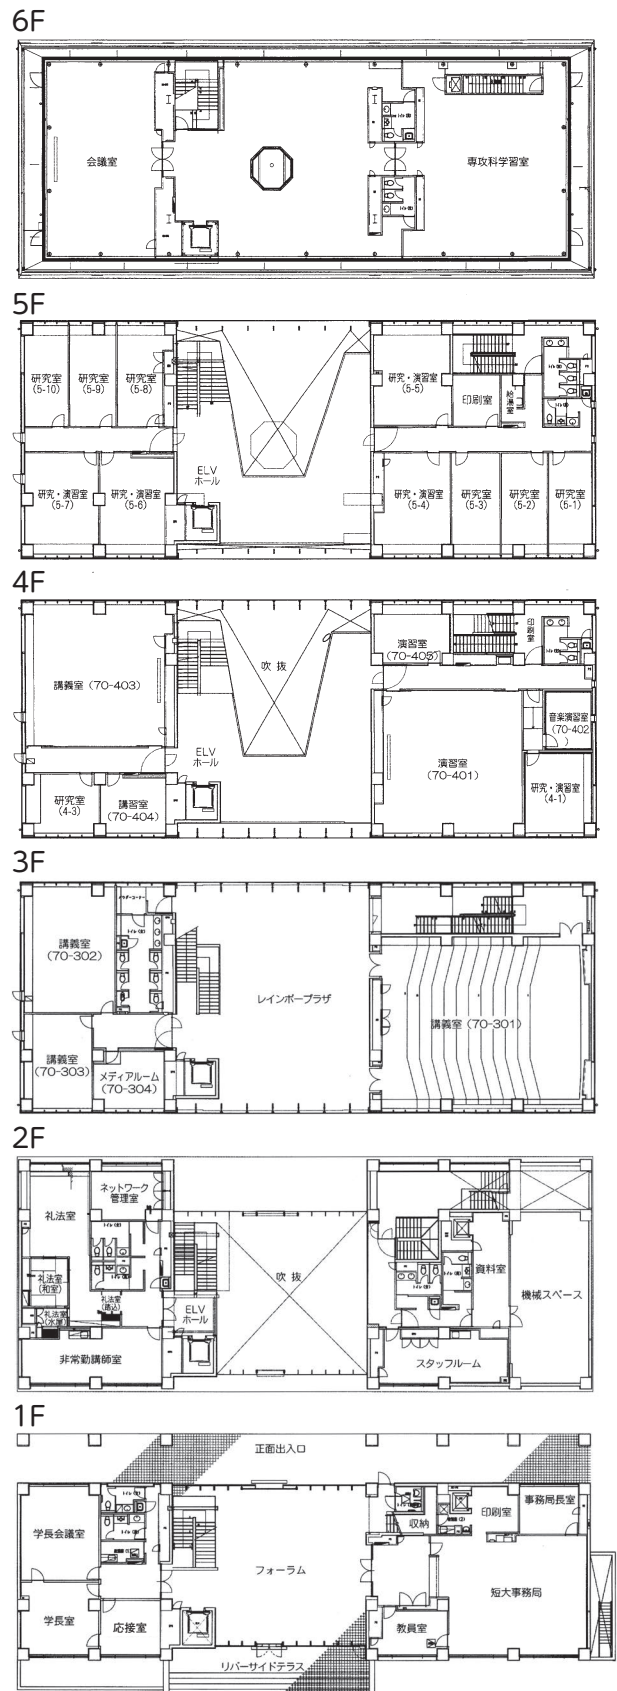 6F
会議室
専攻科学習室
5F
研究室
(5-10)
研究室
(5-9)
研究室
(5-8)
研究・演習室
(5-5)
印刷室
給湯室
ELV
ホール
研究・演習室
(5-7)
研究・演習室
(5-6)
研究・演習室
(5-4)
研究室
(5-3)
研究室
(5-2)
研究室
(5-1)
4F
講義室(70-403)
吹抜
演習室
(70-405)
印刷室
音楽演習室
(70-402
)
ELV
ホール
演習室
(70-401)
研究室
(4-3)
講習室
(70-404)
研究・演習室
(4-1)
3F
講義室
(70-302)
レインボープラザ
講義室(70-301)
講義室
(70-303)
メディアルーム
(70-304)
2F
ネットワーク
管理室
礼法室
礼法室
(和室)
礼法室
(水屋)
礼法室
(踏込)
ELV
ホール
吹抜
資料室
機械スペース
非常勤講師室
スタッフルーム
1F
正面出入口
学長会議室
収納
印刷室
事務局長室
フォーラム
短大事務局
学長室
応接室
教員室
リバーサイドテラス